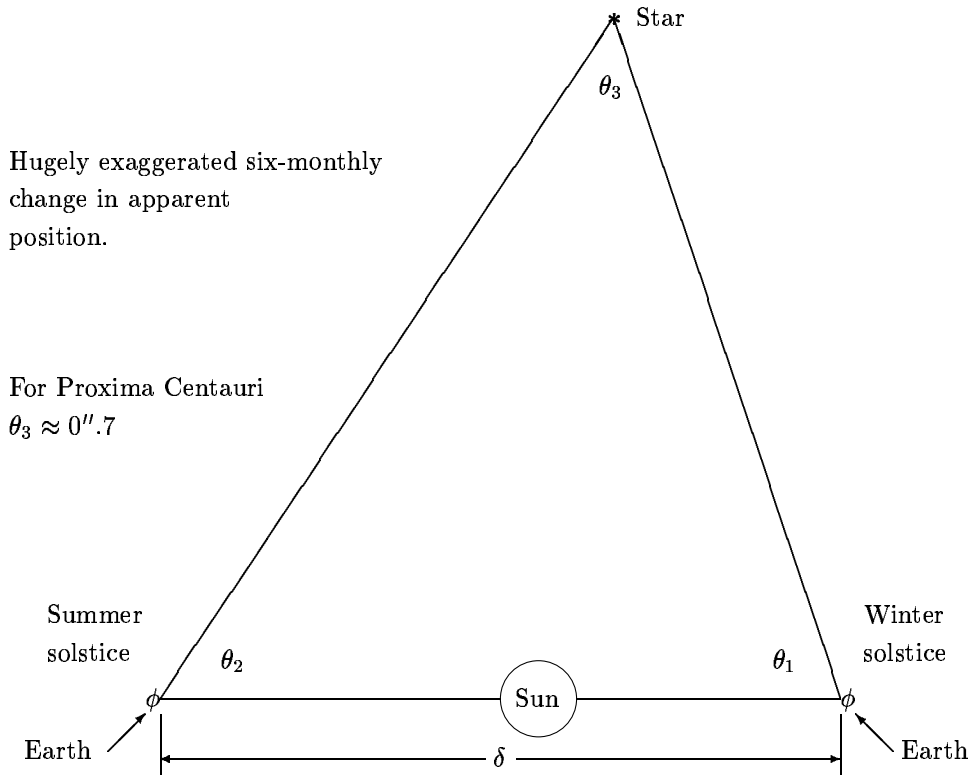 * Star
θ₃
Hugely exaggerated six-monthly
change in apparent
position.
For Proxima Centauri
θ₃ ≈ 0″.7
Summer
solstice
Winter
solstice
θ₂
θ₁
ϕ
Sun
ϕ
Earth
δ
Earth